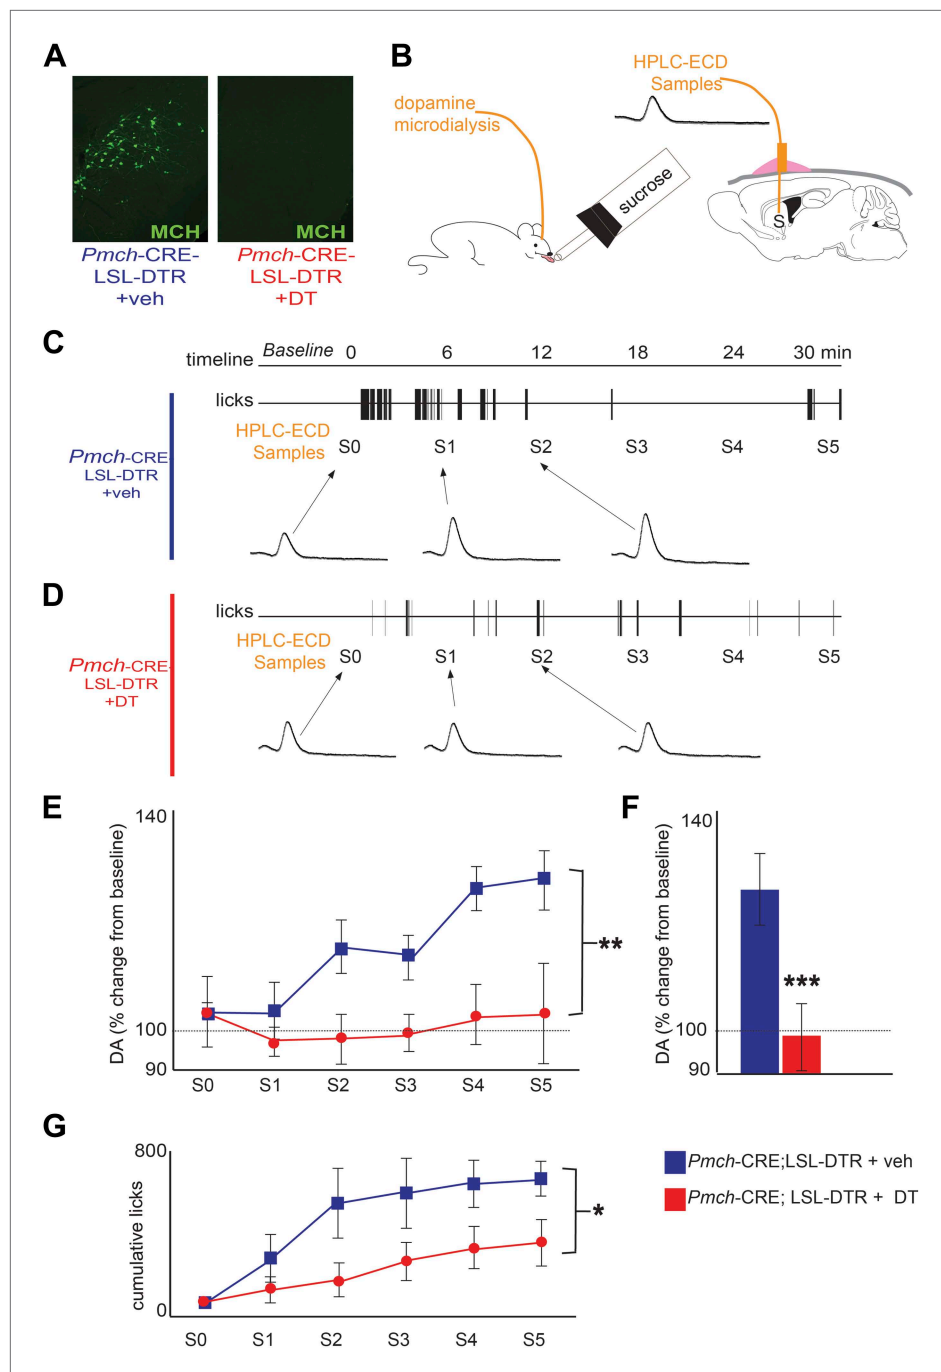 A
MCH
MCH
Pmch-CRE-
LSL-DTR
+veh
Pmch-CRE-
LSL-DTR
+DT
B
dopamine
microdialysis
HPLC-ECD
Samples
sucrose
S
C
timeline
Baseline 0 6 12 18 24 30 min
licks
HPLC-ECD
Samples
S0 S1 S2 S3 S4 S5
Pmch-CRE-
LSL-DTR
+veh
D
licks
HPLC-ECD
Samples
S0 S1 S2 S3 S4 S5
Pmch-CRE-
LSL-DTR
+DT
E
DA (% change from baseline)
140
100
90
**
S0 S1 S2 S3 S4 S5
F
DA (% change from baseline)
140
100
90
***
G
cumulative licks
800
0
*
S0 S1 S2 S3 S4 S5
Pmch-CRE;LSL-DTR + veh
Pmch-CRE; LSL-DTR + DT